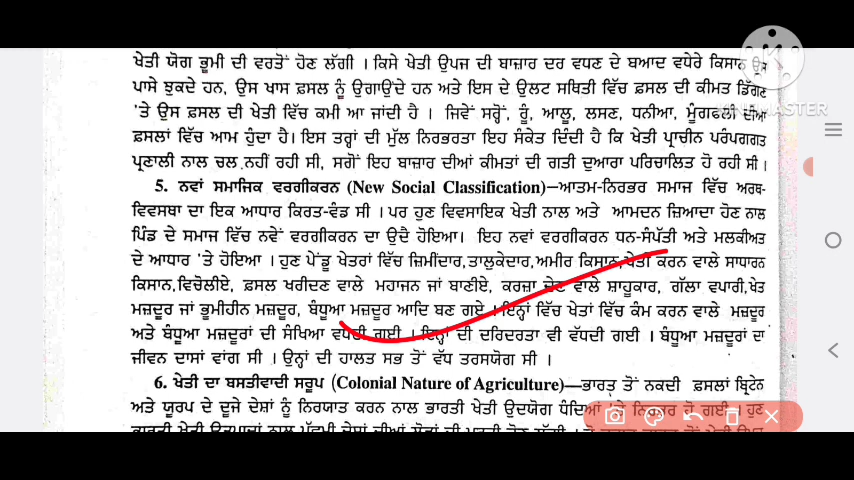 ਖੇਤੀ ਯੋਗ ਭੂਮੀ ਦੀ ਵਰਤੋਂ ਹੋਣ ਲੱਗੀ । ਕਿਸੇ ਖੇਤੀ ਉਪਜ ਦੀ ਬਾਜ਼ਾਰ ਦਰ ਵਧਣ ਦੇ ਬਾਅਦ ਵਧੇਰੇ ਕਿਸਾਨ ਉਸ
ਪਾਸੇ ਝੁਕਦੇ ਹਨ, ਉਸ ਖਾਸ ਫ਼ਸਲ ਨੂੰ ਉਗਾਉਂਦੇ ਹਨ ਅਤੇ ਇਸ ਦੇ ਉਲਟ ਸਥਿਤੀ ਵਿੱਚ ਫ਼ਸਲ ਦੀ ਕੀਮਤ ਡਿੱਗਣ
'ਤੇ ਉਸ ਫ਼ਸਲ ਦੀ ਖੇਤੀ ਵਿੱਚ ਕਮੀ ਆ ਜਾਂਦੀ ਹੈ । ਜਿਵੇਂ ਸਰ੍ਹੋਂ, ਰੂੰ, ਆਲੂ, ਲਸਣ, ਧਨੀਆ, ਮੂੰਗਫਲੀ ਦੀਆ
ਫ਼ਸਲਾਂ ਵਿੱਚ ਆਮ ਹੁੰਦਾ ਹੈ। ਇਸ ਤਰ੍ਹਾਂ ਦੀ ਮੁੱਲ ਨਿਰਭਰਤਾ ਇਹ ਸੰਕੇਤ ਦਿੰਦੀ ਹੈ ਕਿ ਖੇਤੀ ਪ੍ਰਾਚੀਨ ਪਰੰਪਗਗਤ
ਪ੍ਰਣਾਲੀ ਨਾਲ ਚਲ ਨਹੀਂ ਰਹੀ ਸੀ, ਸਗੋਂ ਇਹ ਬਾਜ਼ਾਰ ਦੀਆਂ ਕੀਮਤਾਂ ਦੀ ਗਤੀ ਦੁਆਰਾ ਪਰਿਚਾਲਿਤ ਹੋ ਰਹੀ ਸੀ ।
5. ਨਵਾਂ ਸਮਾਜਿਕ ਵਰਗੀਕਰਨ (New Social Classification)—ਆਤਮ-ਨਿਰਭਰ ਸਮਾਜ ਵਿੱਚ ਅਰਥ-
ਵਿਵਸਥਾ ਦਾ ਇਕ ਆਧਾਰ ਕਿਰਤ-ਵੰਡ ਸੀ । ਪਰ ਹੁਣ ਵਿਵਸਾਇਕ ਖੇਤੀ ਨਾਲ ਅਤੇ ਆਮਦਨ ਜ਼ਿਆਦਾ ਹੋਣ ਨਾਲ
ਪਿੰਡ ਦੇ ਸਮਾਜ ਵਿੱਚ ਨਵੇਂ ਵਰਗੀਕਰਨ ਦਾ ਉਦੈ ਹੋਇਆ। ਇਹ ਨਵਾਂ ਵਰਗੀਕਰਨ ਧਨ-ਸੰਪੱਤੀ ਅਤੇ ਮਲਕੀਅਤ
ਦੇ ਆਧਾਰ 'ਤੇ ਹੋਇਆ । ਹੁਣ ਪੇਂਡੂ ਖੇਤਰਾਂ ਵਿੱਚ ਜ਼ਿਮੀਂਦਾਰ,ਤਾਲੁਕੇਦਾਰ,ਅਮੀਰ ਕਿਸਾਨ,ਖੇਤੀ ਕਰਨ ਵਾਲੇ ਸਾਧਾਰਨ
ਕਿਸਾਨ,ਵਿਚੋਲੀਏ, ਫ਼ਸਲ ਖਰੀਦਣ ਵਾਲੇ ਮਹਾਜਨ ਜਾਂ ਬਾਣੀਏ, ਕਰਜ਼ਾ ਦੇਣ ਵਾਲੇ ਸ਼ਾਹੂਕਾਰ, ਗੱਲਾ ਵਪਾਰੀ,ਖੇਤ
ਮਜ਼ਦੂਰ ਜਾਂ ਭੂਮੀਹੀਨ ਮਜ਼ਦੂਰ, ਬੰਧੂਆ ਮਜ਼ਦੂਰ ਆਦਿ ਬਣ ਗਏ । ਇਨ੍ਹਾਂ ਵਿੱਚ ਖੇਤਾਂ ਵਿੱਚ ਕੰਮ ਕਰਨ ਵਾਲੇ ਮਜ਼ਦੂਰ
ਅਤੇ ਬੰਧੂਆ ਮਜ਼ਦੂਰਾਂ ਦੀ ਸੰਖਿਆ ਵਧਦੀ ਗਈ । ਇਨ੍ਹਾਂ ਦੀ ਦਰਿਦਰਤਾ ਵੀ ਵੱਧਦੀ ਗਈ । ਬੰਧੂਆ ਮਜ਼ਦੂਰਾਂ ਦਾ
ਜੀਵਨ ਦਾਸਾਂ ਵਾਂਗ ਸੀ । ਉਨ੍ਹਾਂ ਦੀ ਹਾਲਤ ਸਭ ਤੋਂ ਵੱਧ ਤਰਸਯੋਗ ਸੀ ।
6. ਖੇਤੀ ਦਾ ਬਸਤੀਵਾਦੀ ਸਰੂਪ (Colonial Nature of Agriculture)—ਭਾਰਤ ਤੋਂ ਨਕਦੀ ਫ਼ਸਲਾਂ ਬ੍ਰਿਟੇਨ
ਅਤੇ ਯੂਰਪ ਦੇ ਦੂਜੇ ਦੇਸ਼ਾਂ ਨੂੰ ਨਿਰਯਾਤ ਕਰਨ ਨਾਲ ਭਾਰਤੀ ਖੇਤੀ ਉਦਯੋਗ ਧੰਦਿਆਂ 'ਤੇ ਨਿਰਭਰ ਹੋ ਗਈ । ਹੁਣ